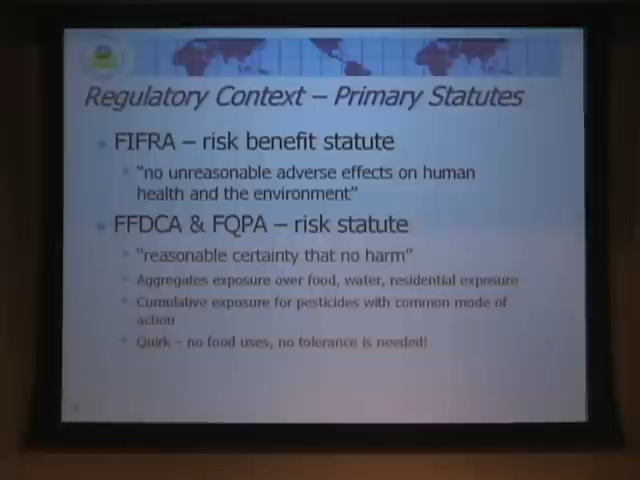 Regulatory Context – Primary Statutes
FIFRA – risk benefit statute
"no unreasonable adverse effects on human
health and the environment"
FFDCA & FQPA – risk statute
"reasonable certainty that no harm"
Aggregates exposure over food, water, residential exposure
Cumulative exposure for pesticides with common mode of
action
Quirk – no food uses, no tolerance is needed!